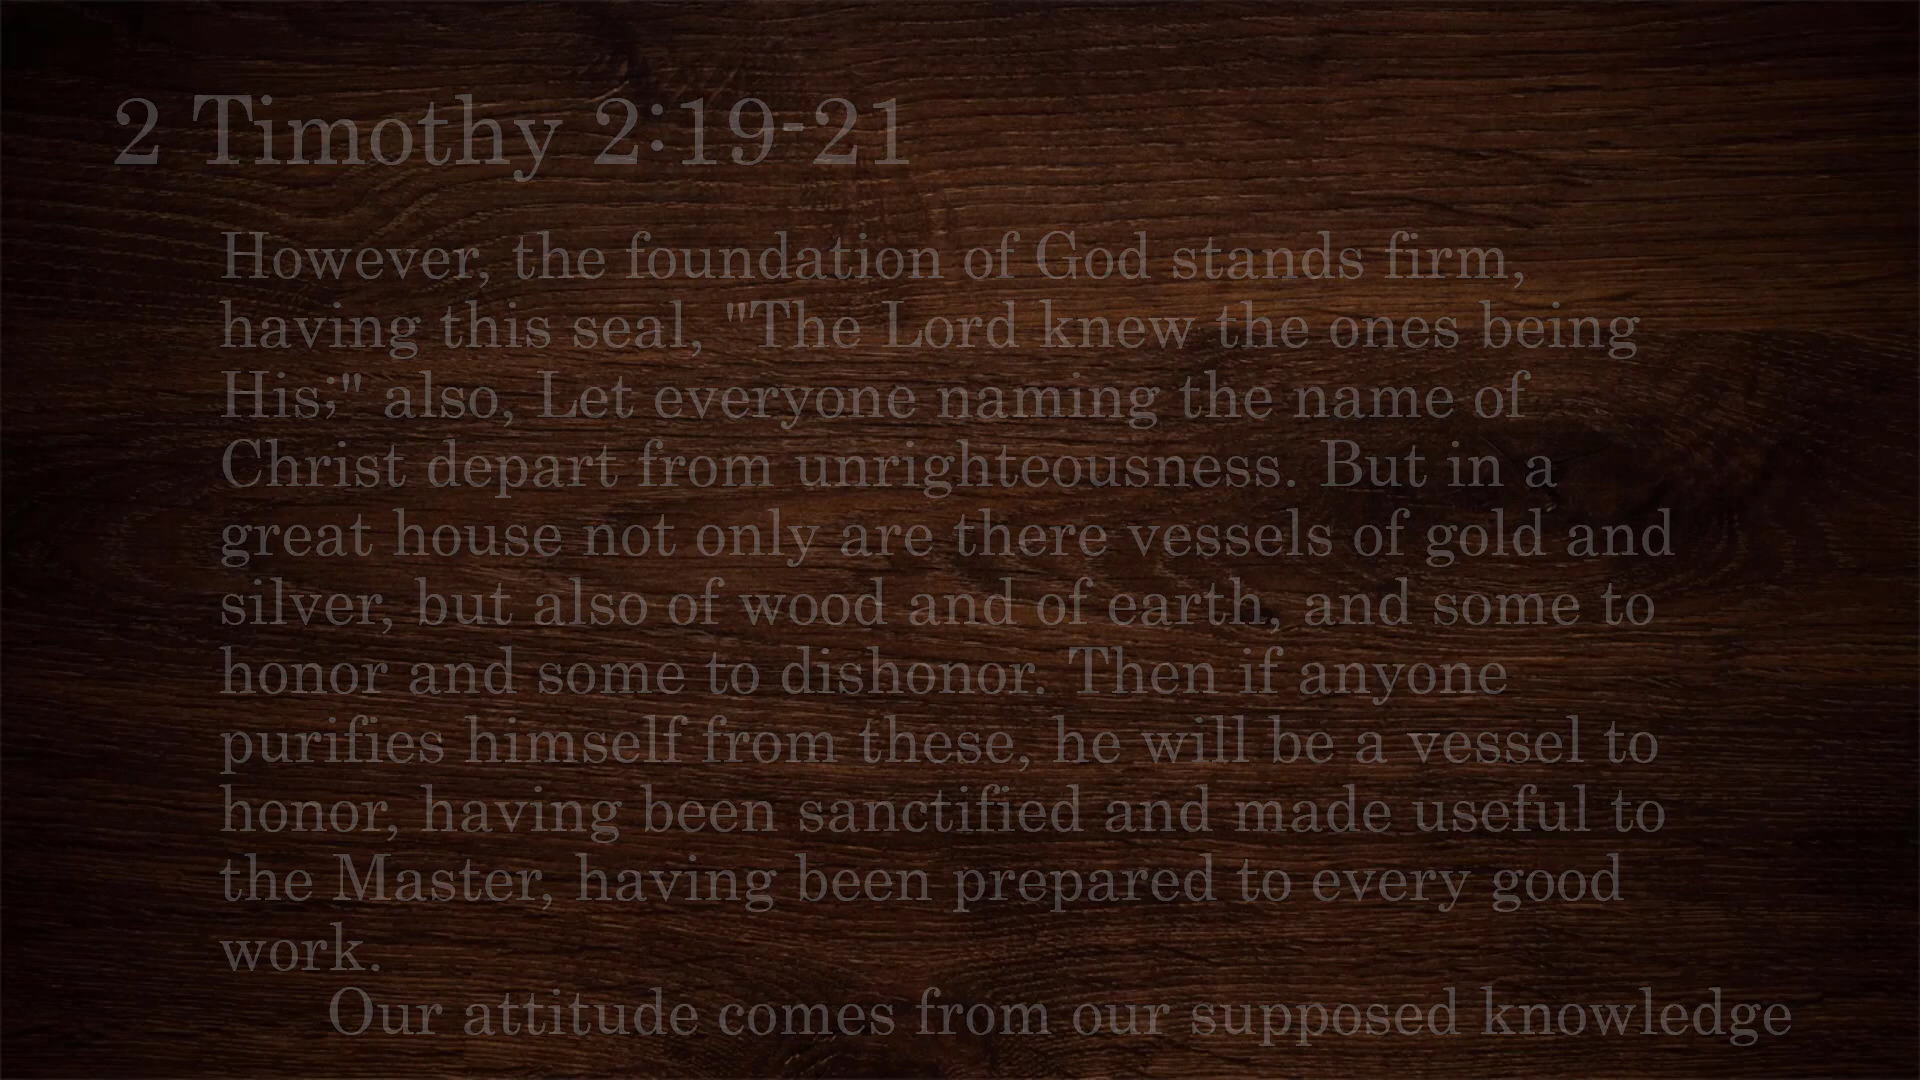 2 Timothy 2:19-21
However, the foundation of God stands firm,
having this seal, "The Lord knew the ones being
His;" also, Let everyone naming the name of
Christ depart from unrighteousness. But in a
great house not only are there vessels of gold and
silver, but also of wood and of earth, and some to
honor and some to dishonor. Then if anyone
purifies himself from these, he will be a vessel to
honor, having been sanctified and made useful to
the Master, having been prepared to every good
work.
Our attitude comes from our supposed knowledge